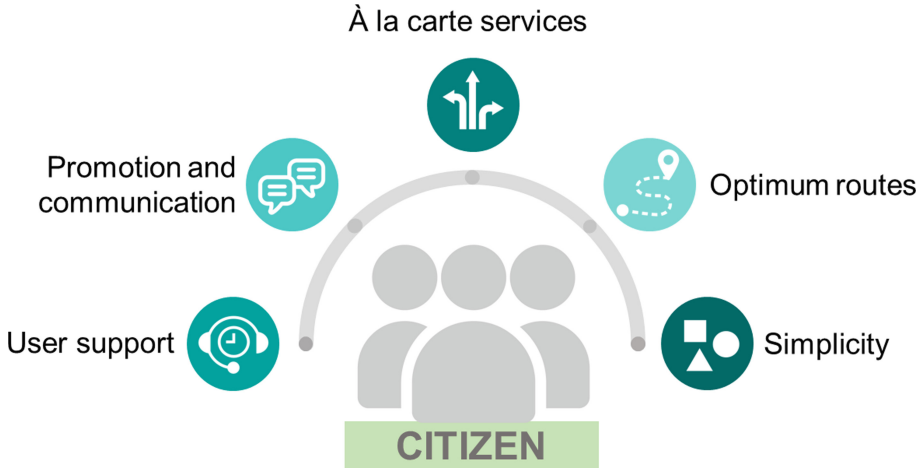 À la carte services
Promotion and
communication
Optimum routes
User support
Simplicity
CITIZEN